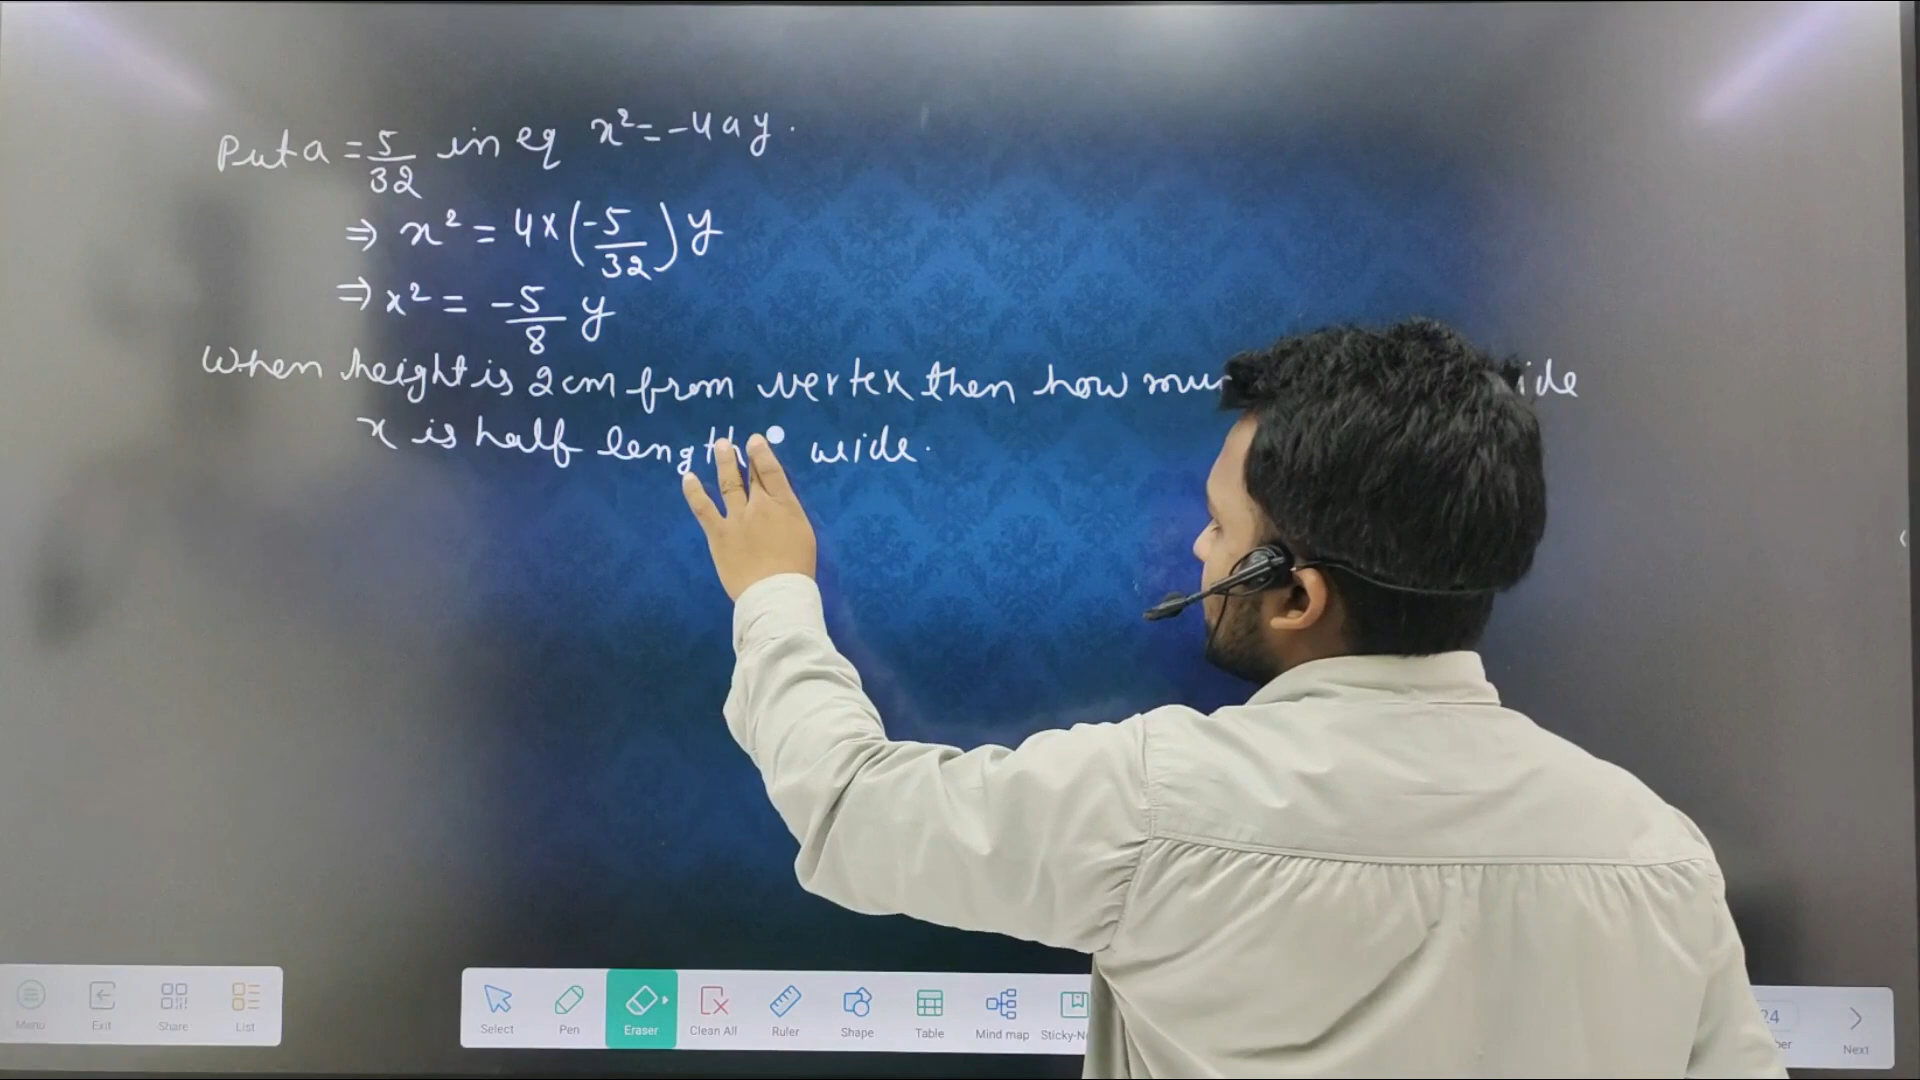 Put a = 5/32 in eq x² = -4ay.
⇒ x² = 4×(-5/32)y
⇒ x² = -5/8 y
When height is 2cm from vertex then how
x is half length wide.
Menu Exit Share List
Select Pen Eraser Clean All Ruler Shape Table Mind map
24
Next